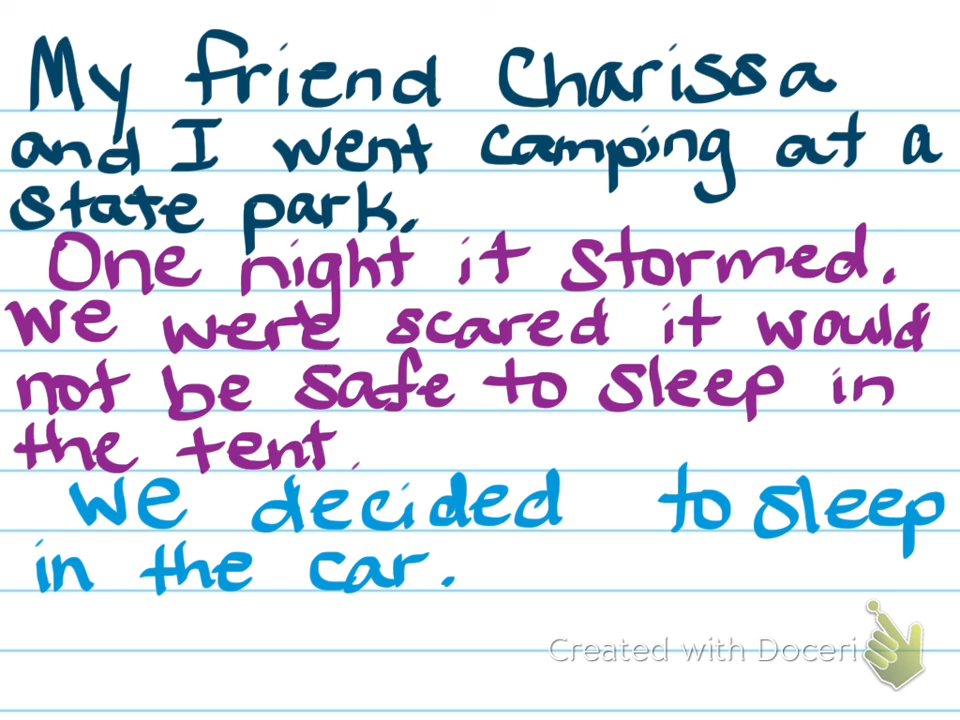 My friend Charissa
and I went camping at a
state park.
One night it stormed.
We were scared it would
not be safe to sleep in
the tent.
We decided to sleep
in the car.
Created with Doceri